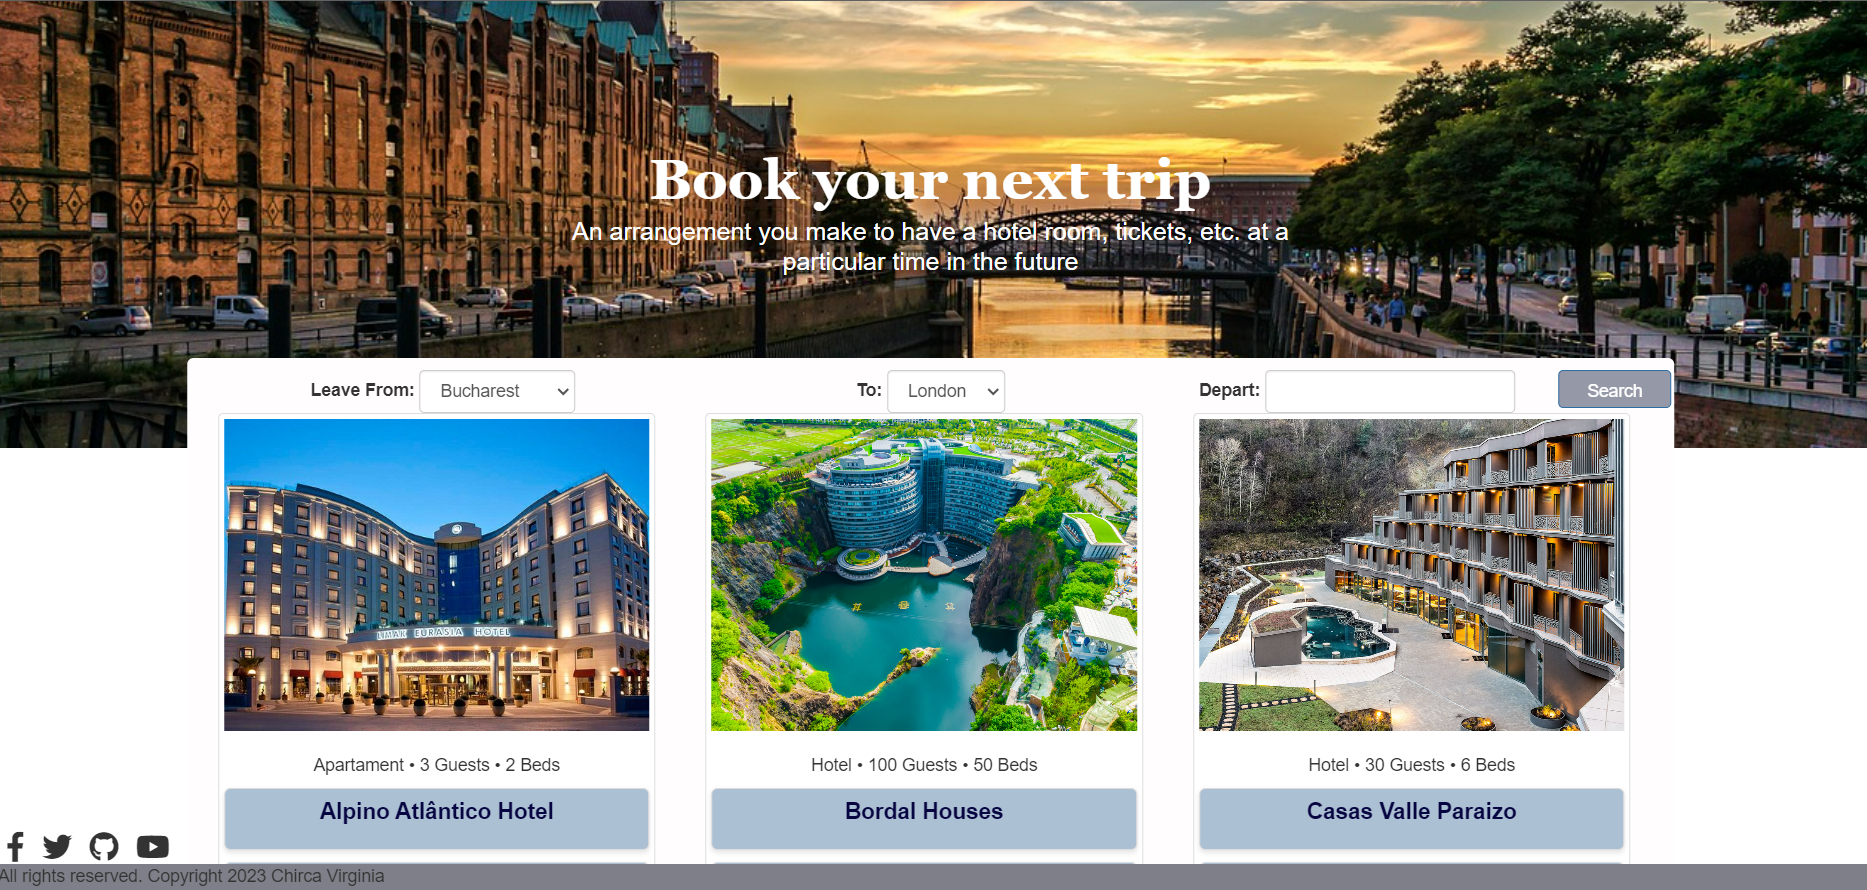 Book your next trip
An arrangement you make to have a hotel room, tickets, etc. at a
particular time in the future
Leave From: Bucharest To: London Depart: Search
LIMAK EURASIA HOTEL
Apartament • 3 Guests • 2 Beds
Hotel • 100 Guests • 50 Beds
Hotel • 30 Guests • 6 Beds
Alpino Atlântico Hotel
Bordal Houses
Casas Valle Paraizo
All rights reserved. Copyright 2023 Chirca Virginia